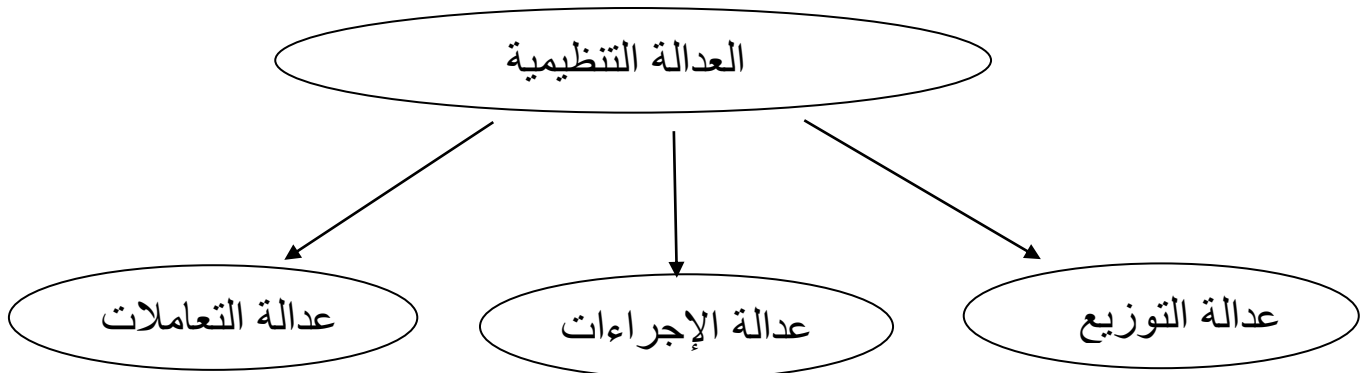 العدالة التنظيمية
عدالة التوزيع
عدالة الإجراءات
عدالة التعاملات